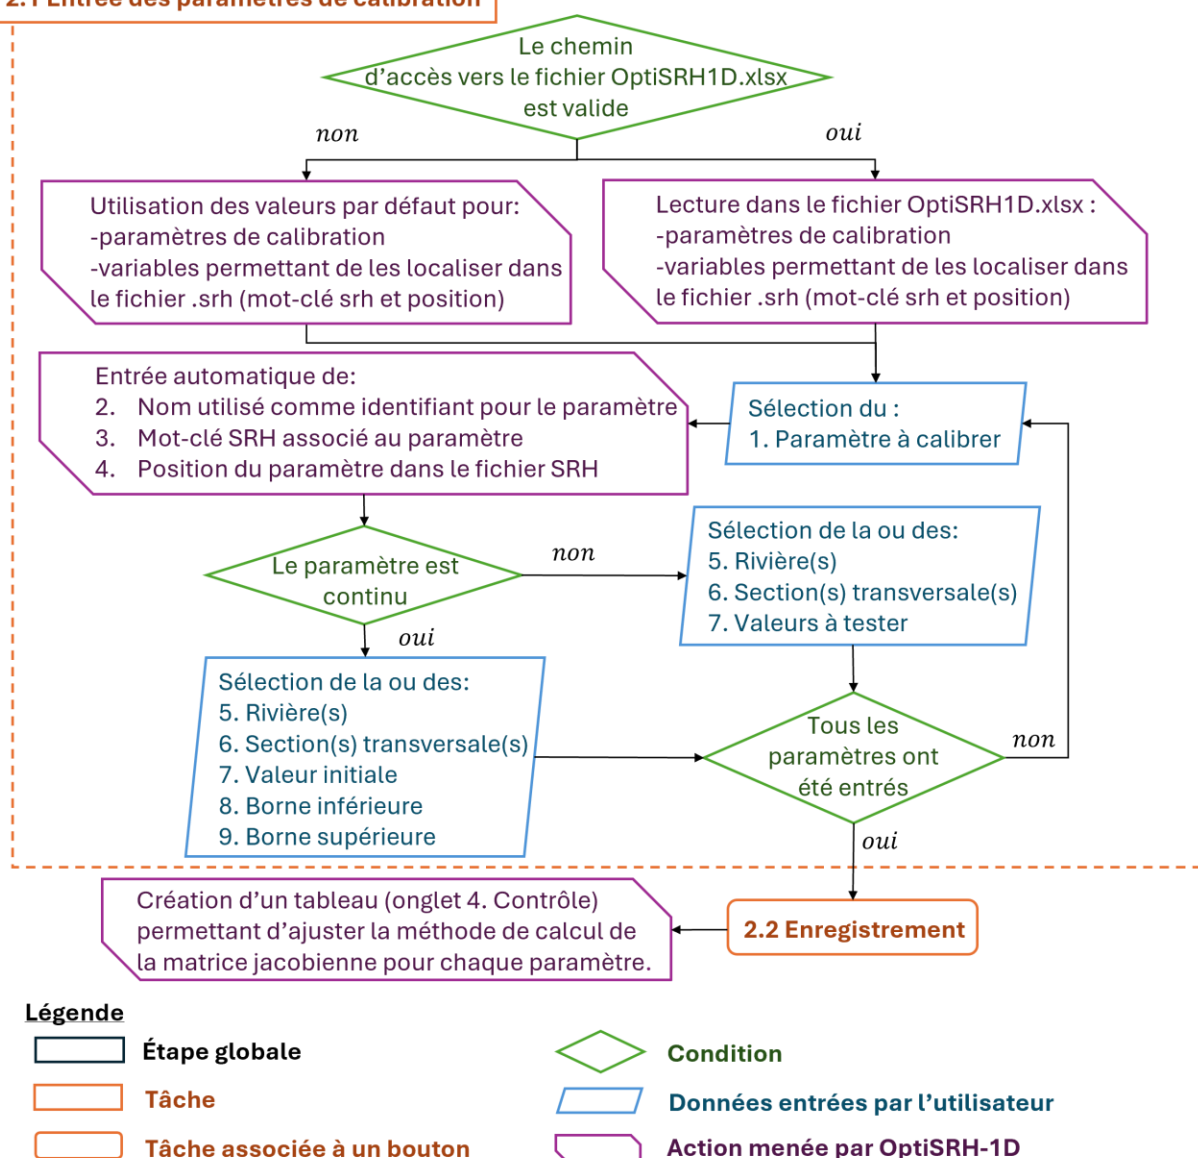 2.1 Entrée des paramètres de calibration
Le chemin
d’accès vers le fichier OptiSRH1D.xlsx
est valide
non
oui
Utilisation des valeurs par défaut pour:
-paramètres de calibration
-variables permettant de les localiser dans
le fichier .srh (mot-clé srh et position)
Lecture dans le fichier OptiSRH1D.xlsx :
-paramètres de calibration
-variables permettant de les localiser dans
le fichier .srh (mot-clé srh et position)
Entrée automatique de:
2. Nom utilisé comme identifiant pour le paramètre
3. Mot-clé SRH associé au paramètre
4. Position du paramètre dans le fichier SRH
Sélection du :
1. Paramètre à calibrer
Le paramètre est
continu
non
oui
Sélection de la ou des:
5. Rivière(s)
6. Section(s) transversale(s)
7. Valeurs à tester
Sélection de la ou des:
5. Rivière(s)
6. Section(s) transversale(s)
7. Valeur initiale
8. Borne inférieure
9. Borne supérieure
Tous les
paramètres ont
été entrés
non
oui
Création d’un tableau (onglet 4. Contrôle)
permettant d’ajuster la méthode de calcul de
la matrice jacobienne pour chaque paramètre.
2.2 Enregistrement
Légende
Étape globale
Condition
Tâche
Données entrées par l’utilisateur
Tâche associée à un bouton
Action menée par OptiSRH-1D